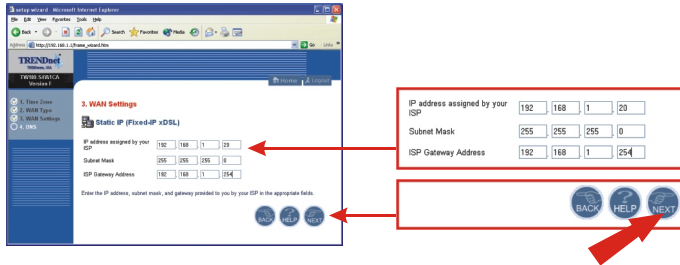 setup wizard - Microsoft Internet Explorer
File Edit View Favorites Tools Help
Back Search Favorites Media
Address http://192.168.1.1/frame_wizard.htm Go Links
TRENDnet
TRENDware, USA
TW100-S4W1CA
Version F
Home Logout
1. Time Zone
2. WAN Type
3. WAN Settings
4. DNS
3. WAN Settings
Static IP (Fixed-IP xDSL)
IP address assigned by your ISP 192 . 168 . 1 . 20
Subnet Mask 255 . 255 . 255 . 0
ISP Gateway Address 192 . 168 . 1 . 254
Enter the IP address, subnet mask, and gateway provided to you by your ISP in the appropriate fields.
BACK HELP NEXT
IP address assigned by your
ISP 192 . 168 . 1 . 20
Subnet Mask 255 . 255 . 255 . 0
ISP Gateway Address 192 . 168 . 1 . 254
BACK HELP NEXT